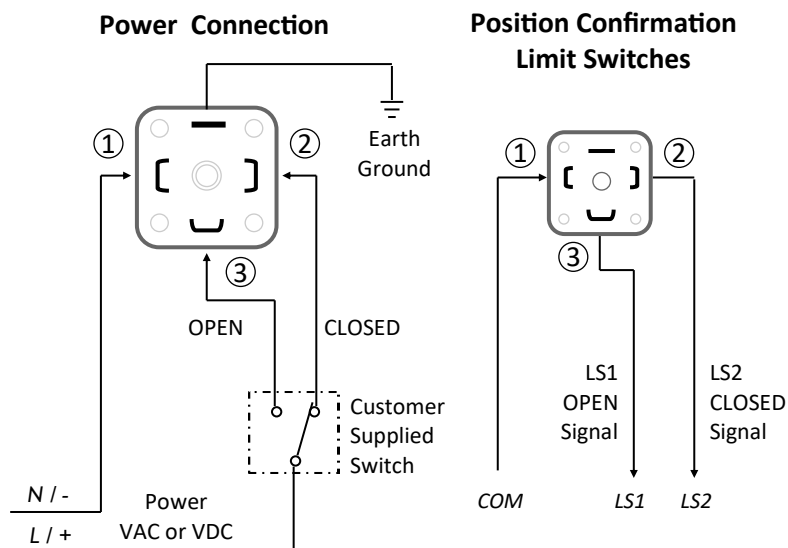 Power Connection
①
②
Earth
Ground
③
OPEN
CLOSED
Customer
Supplied
Switch
N / -
L / +
Power
VAC or VDC
Position Confirmation
Limit Switches
①
②
③
LS1
OPEN
Signal
LS2
CLOSED
Signal
COM
LS1
LS2